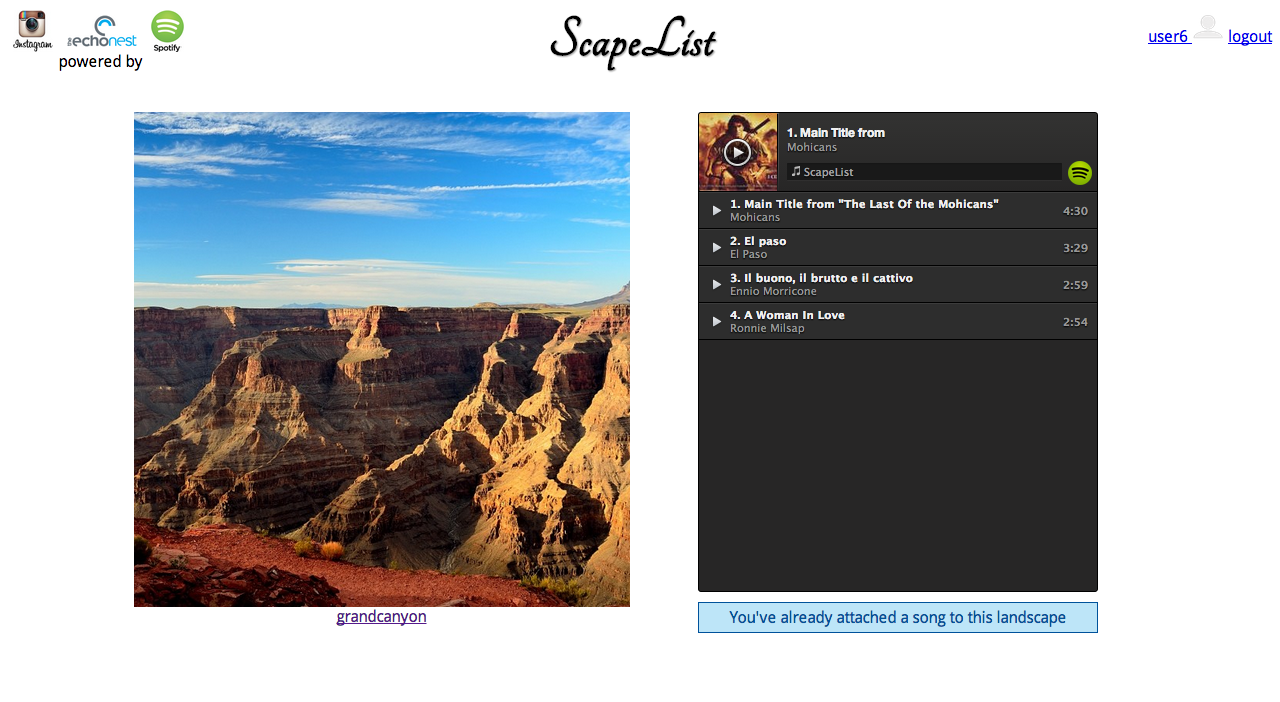 Instagram
the echonest
Spotify
powered by
ScapeList
user6
logout
1. Main Title from
Mohicans
ScapeList
1. Main Title from "The Last Of the Mohicans"
Mohicans
4:30
2. El paso
El Paso
3:29
3. Il buono, il brutto e il cattivo
Ennio Morricone
2:59
4. A Woman In Love
Ronnie Milsap
2:54
grandcanyon
You've already attached a song to this landscape